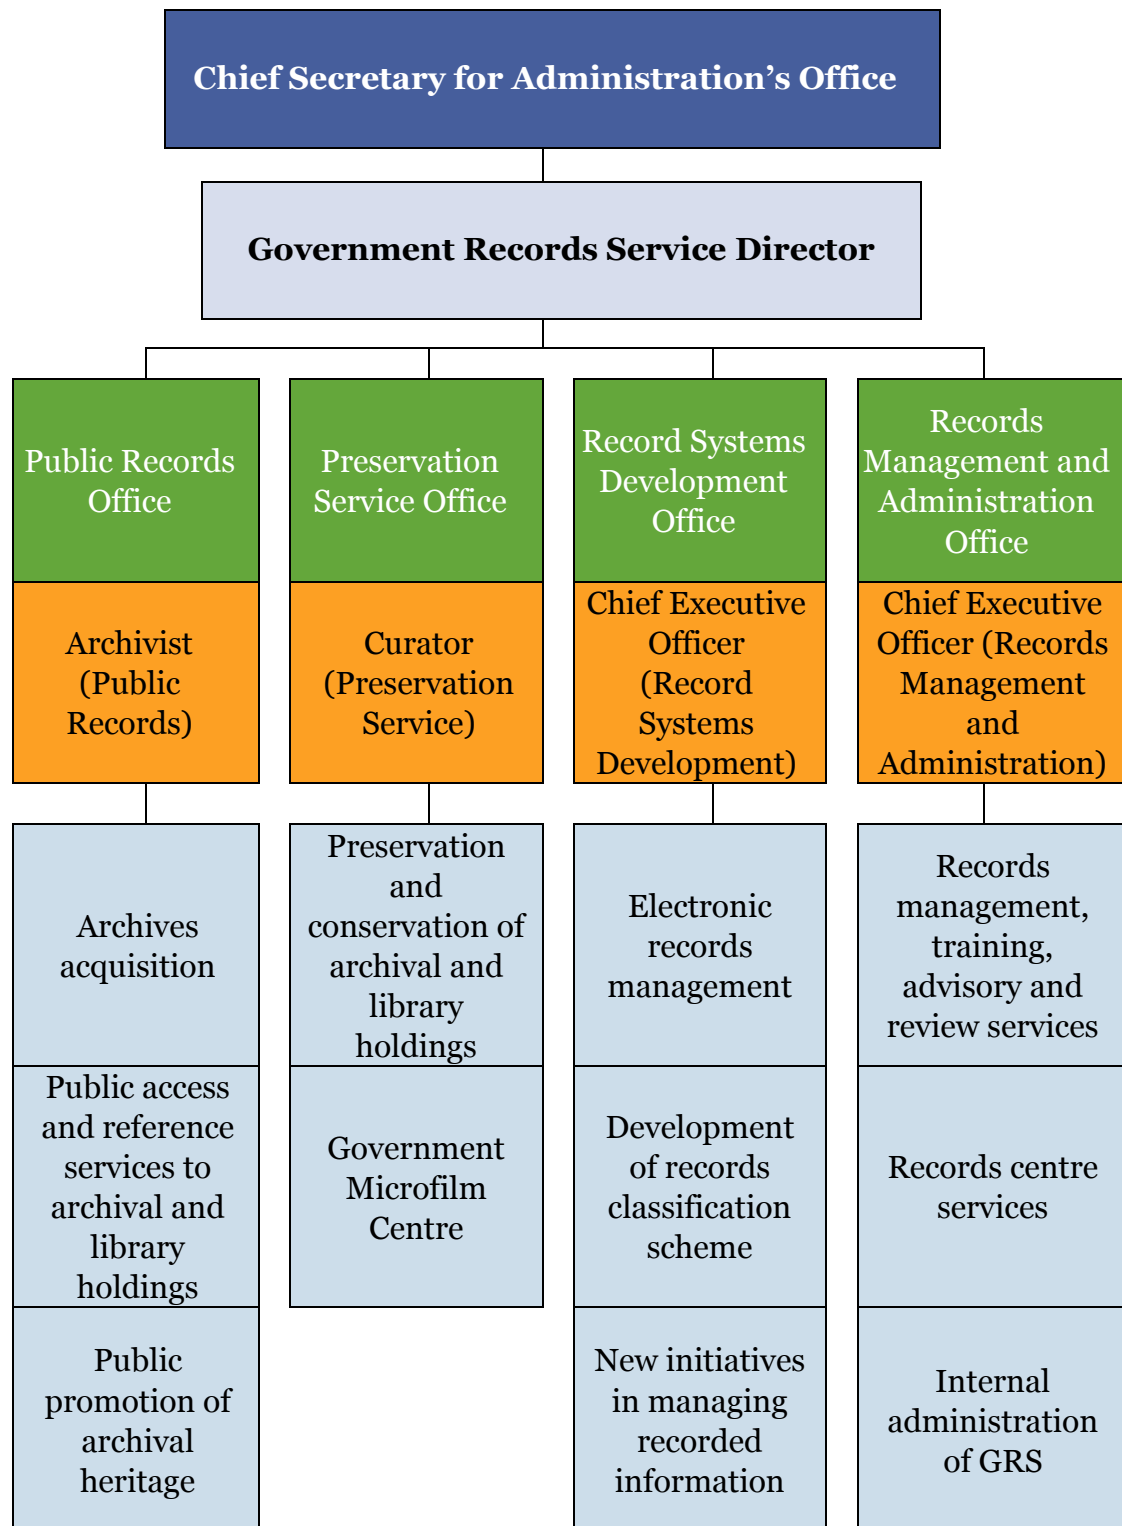 Chief Secretary for Administration’s Office
Government Records Service Director
Public Records
Office
Preservation
Service Office
Record Systems
Development
Office
Records
Management and
Administration
Office
Archivist
(Public
Records)
Curator
(Preservation
Service)
Chief Executive
Officer
(Record
Systems
Development)
Chief Executive
Officer (Records
Management
and
Administration)
Archives
acquisition
Public access
and reference
services to
archival and
library
holdings
Public
promotion of
archival
heritage
Preservation
and
conservation of
archival and
library
holdings
Government
Microfilm
Centre
Electronic
records
management
Development
of records
classification
scheme
New initiatives
in managing
recorded
information
Records
management,
training,
advisory and
review services
Records centre
services
Internal
administration
of GRS